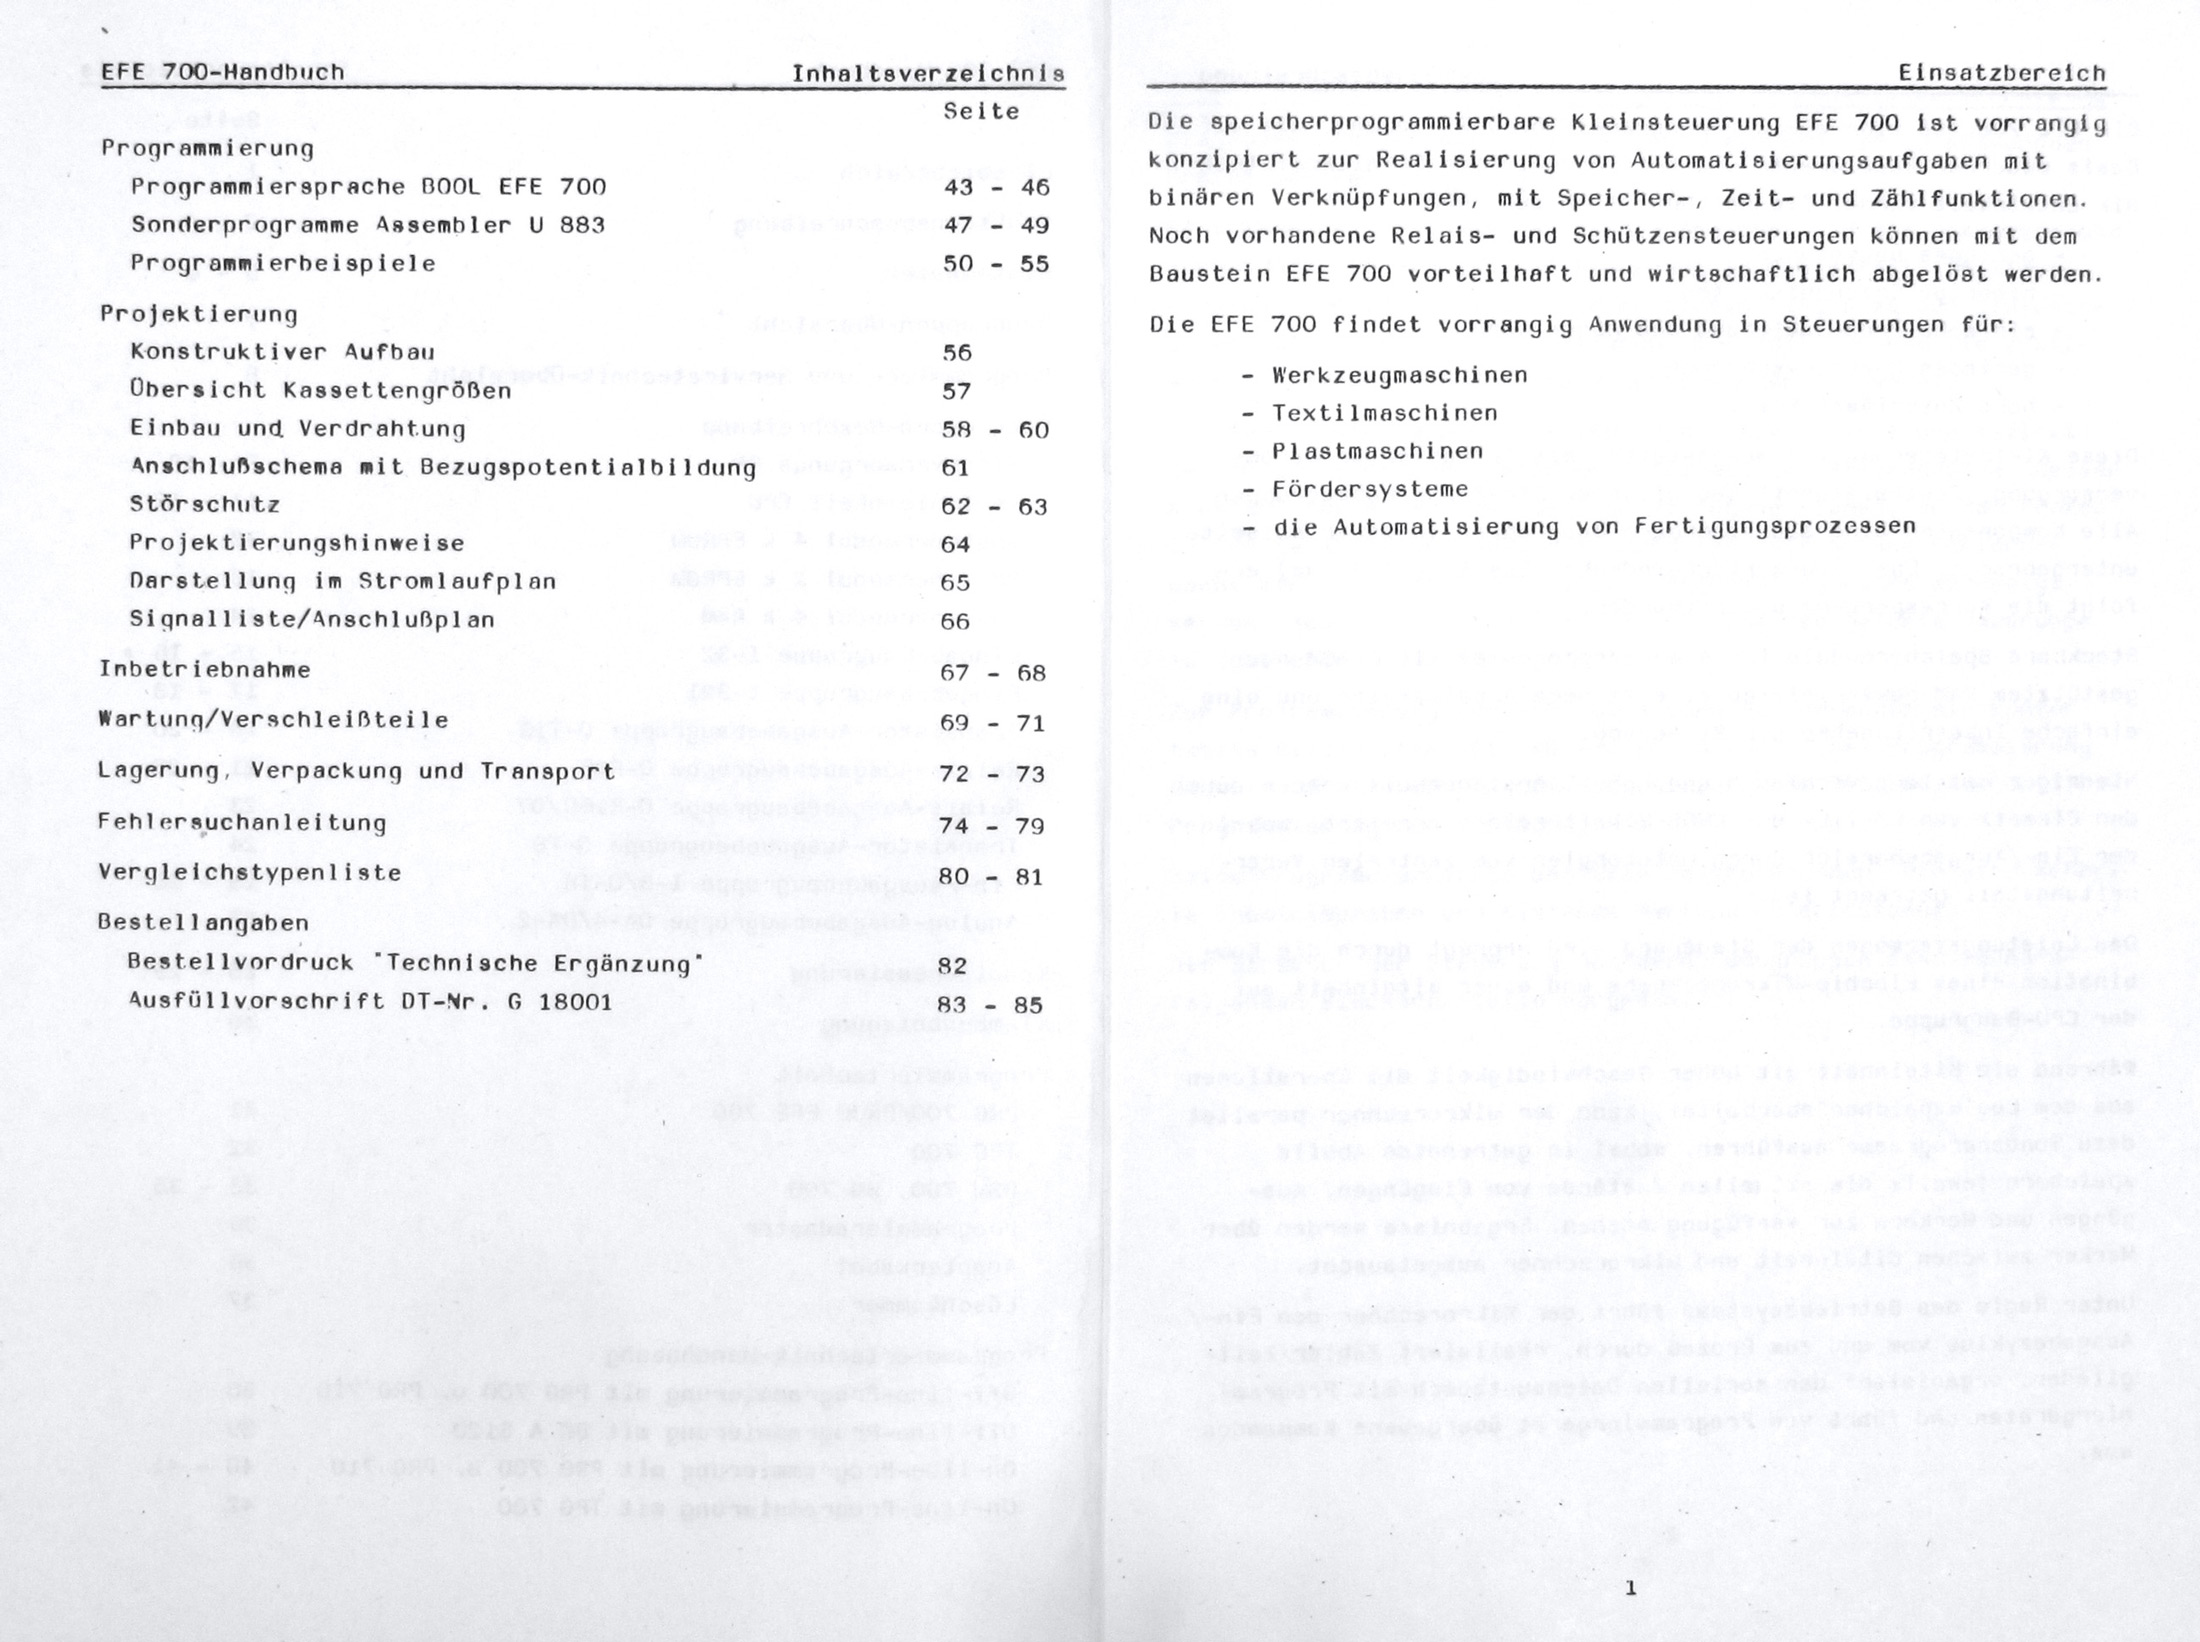 EFE 700-Handbuch Inhaltsverzeichnis
Seite
Programmierung
Programmiersprache BOOL EFE 700 43 - 46
Sonderprogramme Assembler U 883 47 - 49
Programmierbeispiele 50 - 55
Projektierung
Konstruktiver Aufbau 56
Übersicht Kassettengrößen 57
Einbau und Verdrahtung 58 - 60
Anschlußschema mit Bezugspotentialbildung 61
Störschutz 62 - 63
Projektierungshinweise 64
Darstellung im Stromlaufplan 65
Signalliste/Anschlußplan 66
Inbetriebnahme 67 - 68
Wartung/Verschleißteile 69 - 71
Lagerung, Verpackung und Transport 72 - 73
Fehlersuchanleitung 74 - 79
Vergleichstypenliste 80 - 81
Bestellangaben
Bestellvordruck "Technische Ergänzung" 82
Ausfüllvorschrift DT-Nr. G 18001 83 - 85
Einsatzbereich
Die speicherprogrammierbare Kleinsteuerung EFE 700 ist vorrangig
konzipiert zur Realisierung von Automatisierungsaufgaben mit
binären Verknüpfungen, mit Speicher-, Zeit- und Zählfunktionen.
Noch vorhandene Relais- und Schützensteuerungen können mit dem
Baustein EFE 700 vorteilhaft und wirtschaftlich abgelöst werden.
Die EFE 700 findet vorrangig Anwendung in Steuerungen für:
- Werkzeugmaschinen
- Textilmaschinen
- Plastmaschinen
- Fördersysteme
- die Automatisierung von Fertigungsprozessen
1